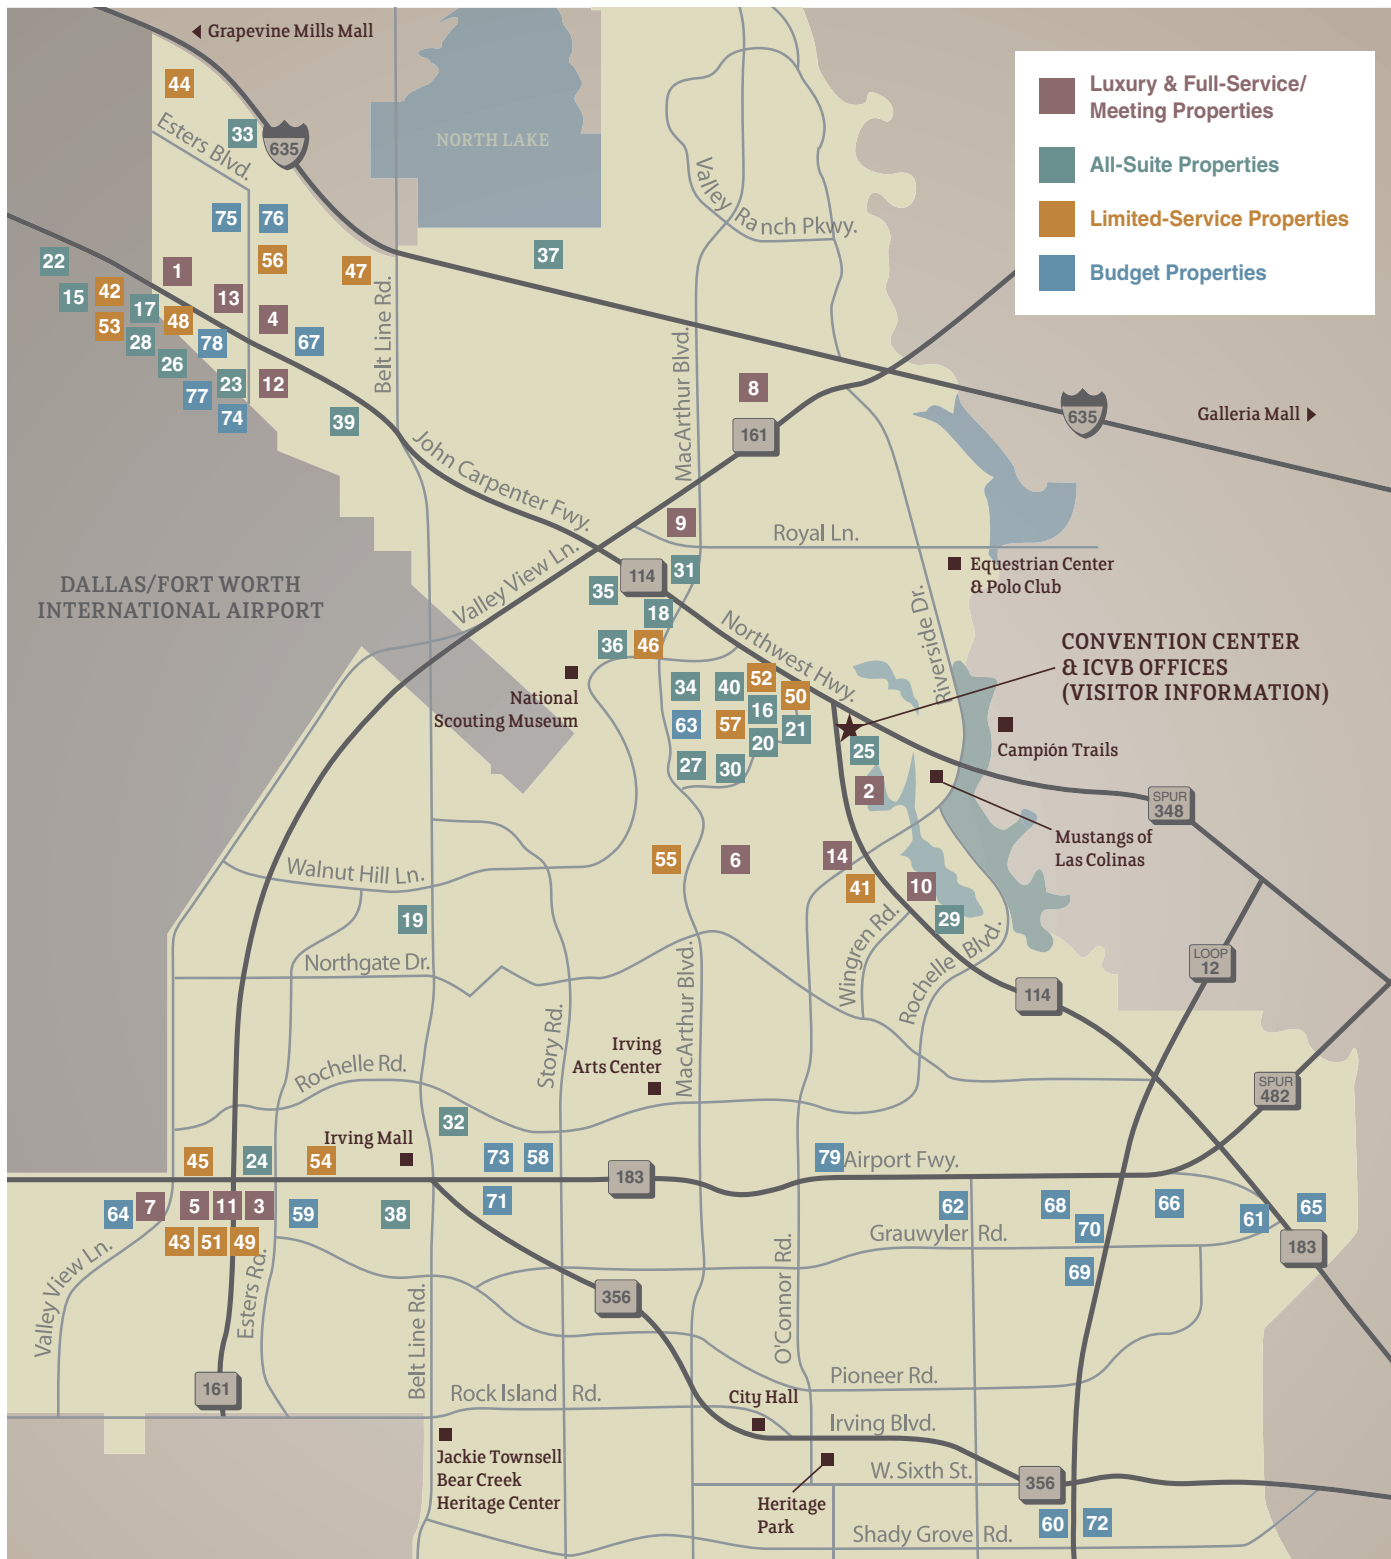 Grapevine Mills Mall
Luxury & Full-Service/
Meeting Properties
All-Suite Properties
Limited-Service Properties
Budget Properties
44
33
635
Esters Blvd.
NORTH LAKE
Valley Ranch Pkwy.
75
76
22
1
56
47
37
15
42
17
13
4
53
48
28
78
67
26
77
23
12
74
39
Belt Line Rd.
MacArthur Blvd.
8
161
635
Galleria Mall
John Carpenter Fwy.
9
Royal Ln.
Valley View Ln.
114
31
35
18
36
46
Northwest Hwy.
Riverside Dr.
Equestrian Center
& Polo Club
DALLAS/FORT WORTH
INTERNATIONAL AIRPORT
CONVENTION CENTER
& ICVB OFFICES
(VISITOR INFORMATION)
National
Scouting Museum
34
40
52
50
63
57
16
21
20
27
30
25
2
Campión Trails
SPUR
348
Mustangs of
Las Colinas
55
6
14
41
10
29
Walnut Hill Ln.
19
Northgate Dr.
Wingren Rd.
Rochelle Blvd.
LOOP
12
114
Story Rd.
MacArthur Blvd.
Irving
Arts Center
Rochelle Rd.
SPUR
482
32
Irving Mall
45
24
54
73
58
183
79
Airport Fwy.
64
7
5
11
3
59
38
71
62
68
66
61
65
70
43
51
49
Grauwyler Rd.
183
69
Valley View Ln.
Esters Rd.
Belt Line Rd.
356
O'Connor Rd.
161
Rock Island Rd.
Pioneer Rd.
City Hall
Irving Blvd.
Jackie Townsell
Bear Creek
Heritage Center
W. Sixth St.
356
Heritage
Park
60
72
Shady Grove Rd.